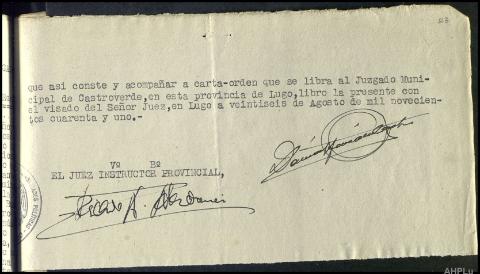 que asi conste y acompañar a carta-orden que se libra al Juzgado Muni-
cipal de Castroverde,en esta provincia de Lugo,libro la presente con
el visado del Señor Juez,en Lugo a veintiseis de Agosto de mil novecien-
tos cuarenta y uno.-
Vº Bº
EL JUEZ INSTRUCTOR PROVINCIAL,
AHPLu